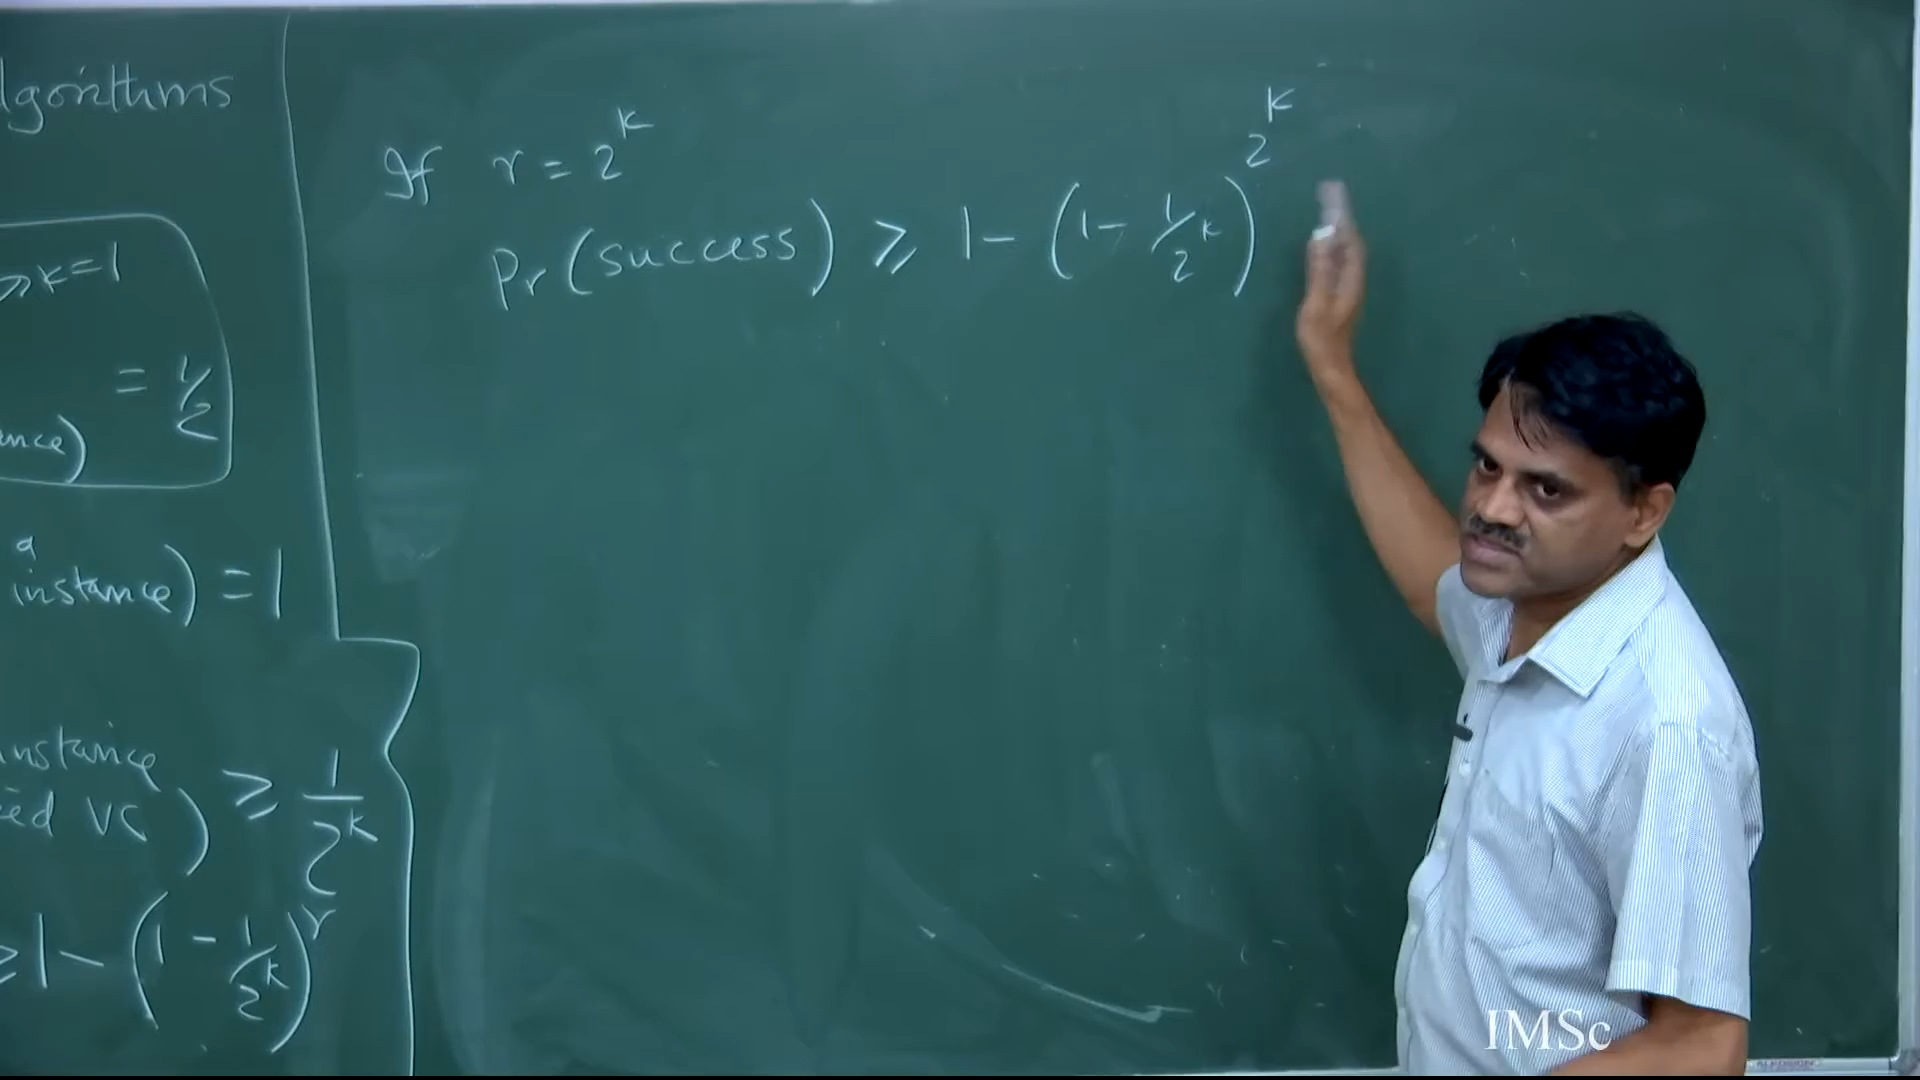 lgorithms
k=1
= 1/2
ance)
a
instance) = 1
instance
ed VC) ≥ 1/2^k
≥ 1 - (1 - 1/2^k)^r
If r = 2^k
Pr(success) ≥ 1 - (1 - 1/2^k)^2^k
IMSc